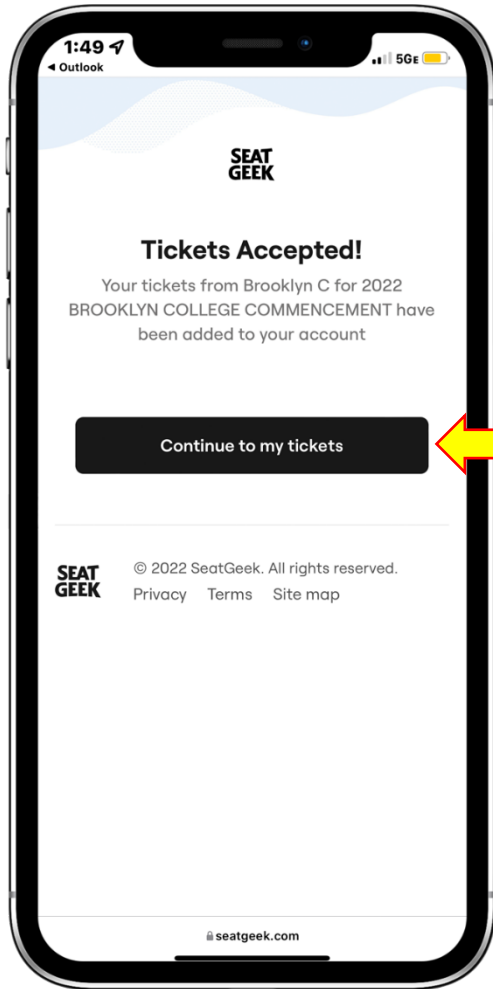 1:49
◄ Outlook
5GE
SEAT
GEEK
Tickets Accepted!
Your tickets from Brooklyn C for 2022
BROOKLYN COLLEGE COMMENCEMENT have
been added to your account
Continue to my tickets
SEAT
GEEK
© 2022 SeatGeek. All rights reserved.
Privacy Terms Site map
seatgeek.com